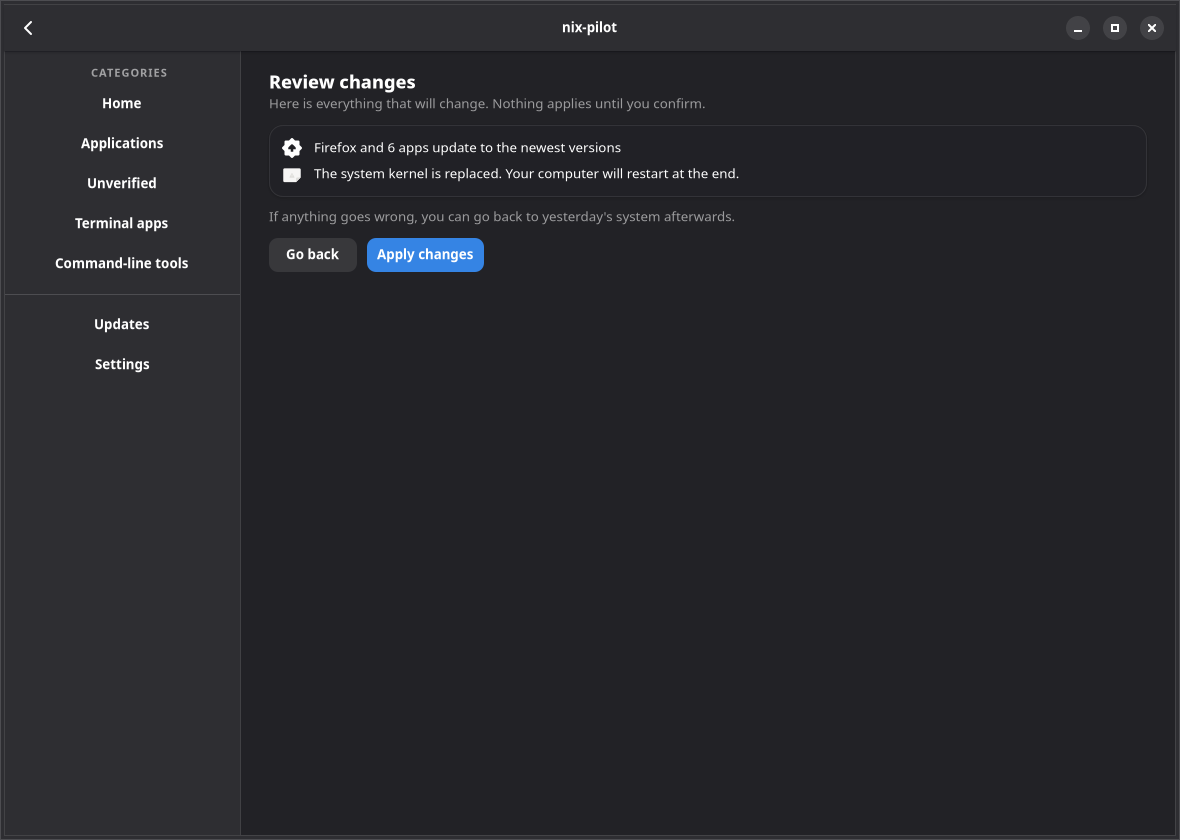 nix-pilot
CATEGORIES
Home
Applications
Unverified
Terminal apps
Command-line tools
Updates
Settings
Review changes
Here is everything that will change. Nothing applies until you confirm.
Firefox and 6 apps update to the newest versions
The system kernel is replaced. Your computer will restart at the end.
If anything goes wrong, you can go back to yesterday's system afterwards.
Go back
Apply changes